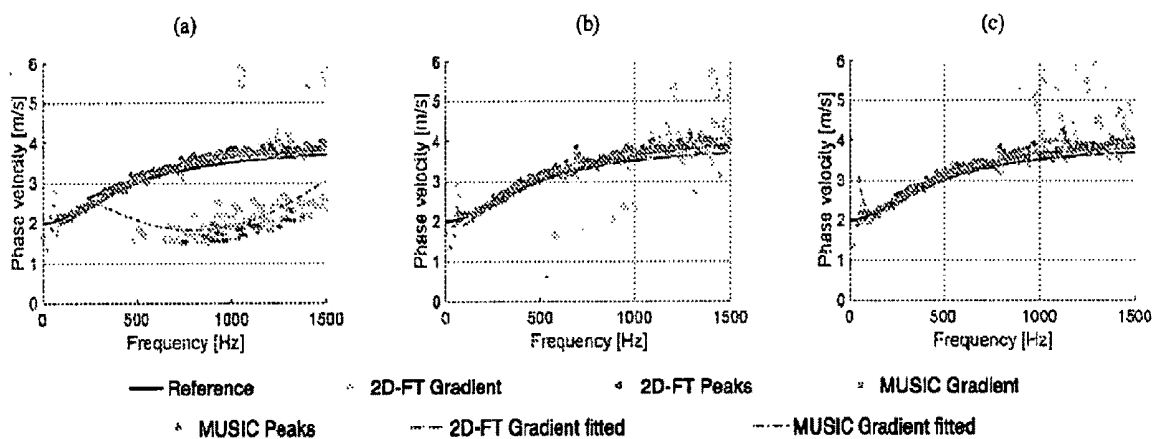 (a) (b) (c)
Phase velocity [m/s]
6
5
4
3
2
1
0
0 500 1000 1500
Frequency [Hz]
Phase velocity [m/s]
6
5
4
3
2
1
0
0 500 1000 1500
Frequency [Hz]
Phase velocity [m/s]
6
5
4
3
2
1
0
0 500 1000 1500
Frequency [Hz]
Reference 2D-FT Gradient 2D-FT Peaks MUSIC Gradient
MUSIC Peaks 2D-FT Gradient fitted MUSIC Gradient fitted